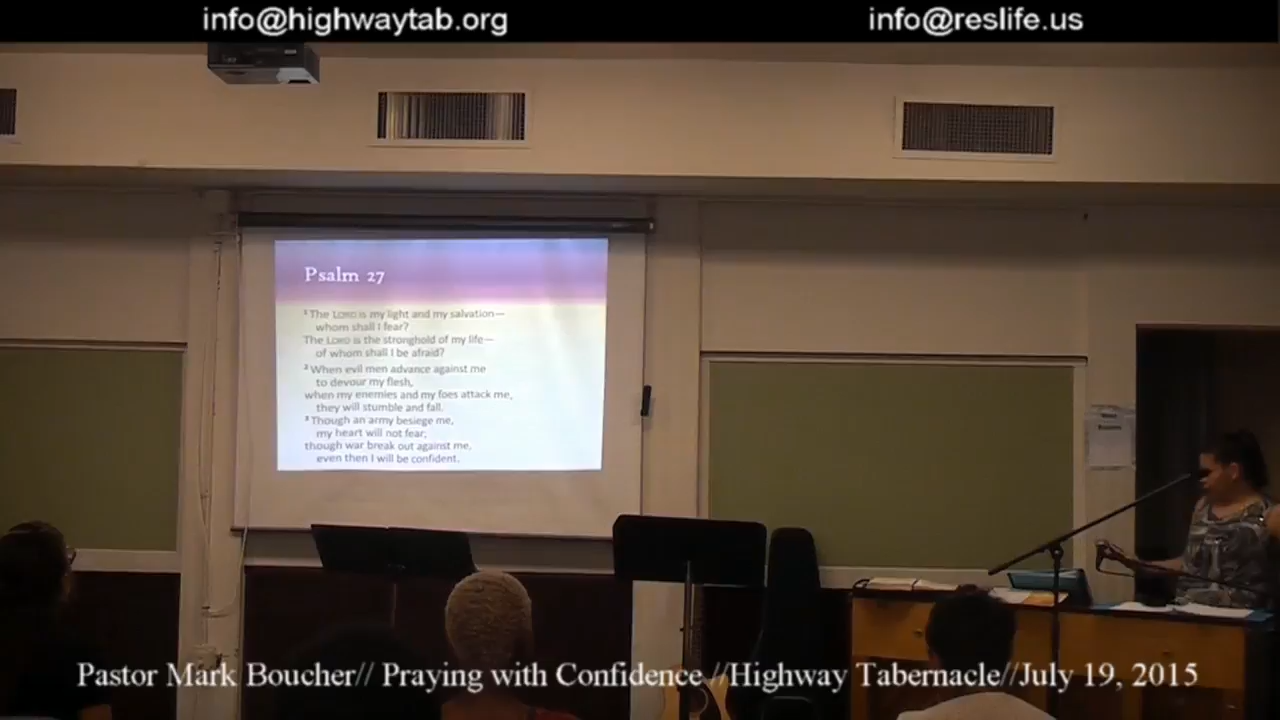 info@highwaytab.org info@reslife.us
Psalm 27
1 The LORD is my light and my salvation—
whom shall I fear?
The LORD is the stronghold of my life—
of whom shall I be afraid?
2 When evil men advance against me
to devour my flesh,
when my enemies and my foes attack me,
they will stumble and fall.
3 Though an army besiege me,
my heart will not fear;
though war break out against me,
even then I will be confident.
Pastor Mark Boucher// Praying with Confidence //Highway Tabernacle//July 19, 2015